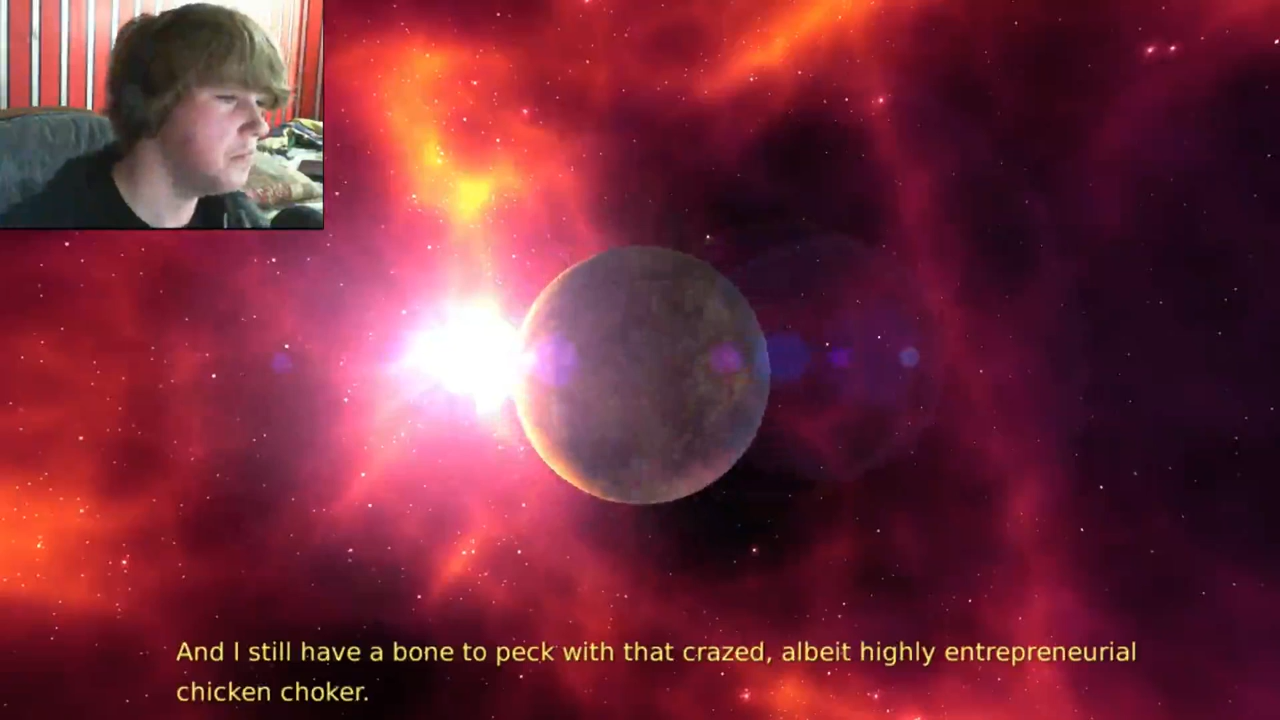 And I still have a bone to peck with that crazed, albeit highly entrepreneurial
chicken choker.